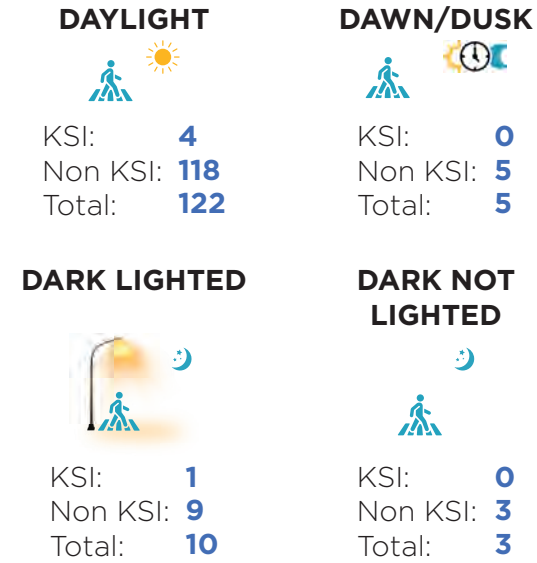 DAYLIGHT
KSI: 4
Non KSI: 118
Total: 122
DAWN/DUSK
KSI: 0
Non KSI: 5
Total: 5
DARK LIGHTED
KSI: 1
Non KSI: 9
Total: 10
DARK NOT
LIGHTED
KSI: 0
Non KSI: 3
Total: 3